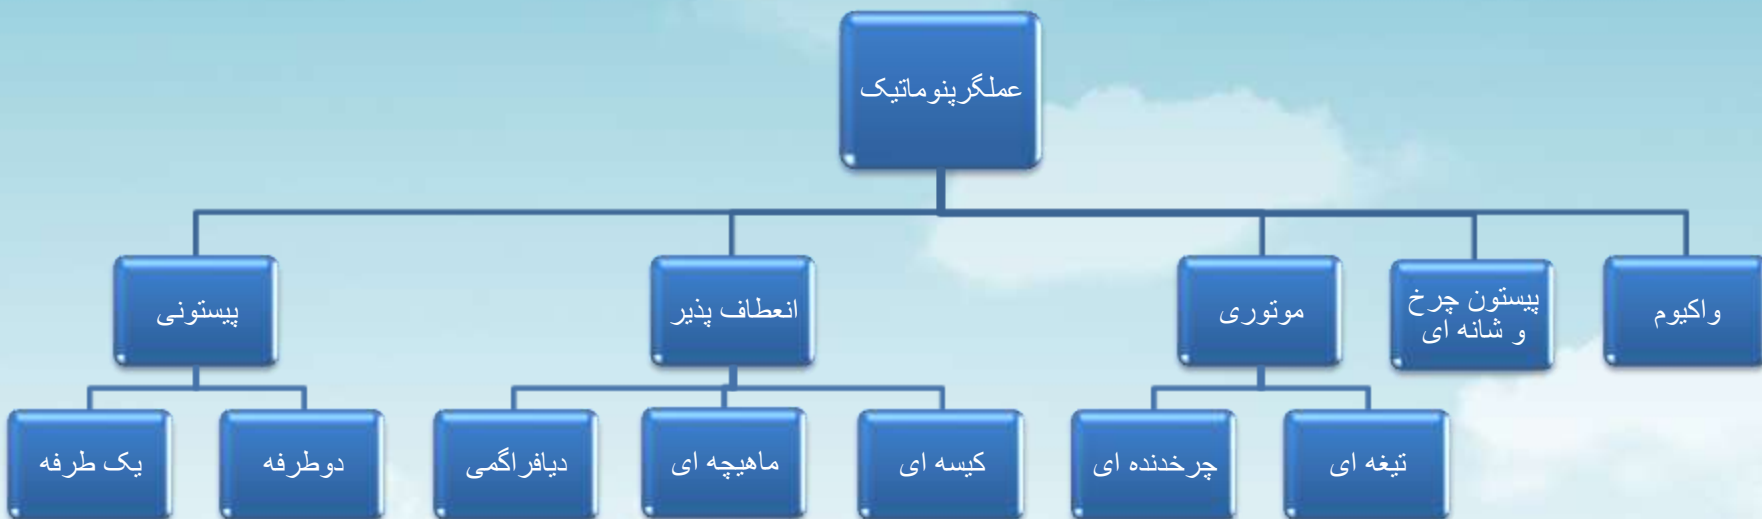 عملگرپنوماتیک
واکیوم
پیستون چرخ
و شانه ای
موتوری
انعطاف پذیر
پیستونی
تیغه ای
چرخدنده ای
کیسه ای
ماهیچه ای
دیافراگمی
دوطرفه
یک طرفه